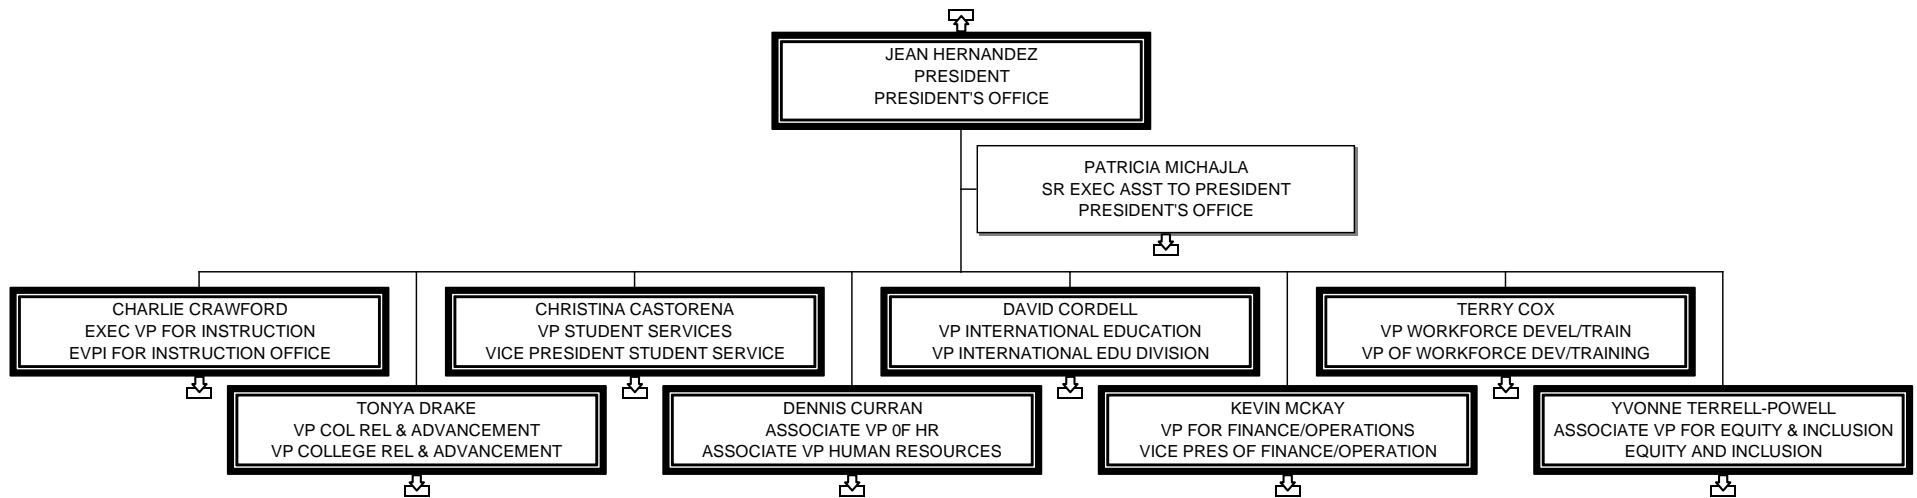 JEAN HERNANDEZ
PRESIDENT
PRESIDENT'S OFFICE
PATRICIA MICHAJLA
SR EXEC ASST TO PRESIDENT
PRESIDENT'S OFFICE
CHARLIE CRAWFORD
EXEC VP FOR INSTRUCTION
EVPI FOR INSTRUCTION OFFICE
CHRISTINA CASTORENA
VP STUDENT SERVICES
VICE PRESIDENT STUDENT SERVICE
DAVID CORDELL
VP INTERNATIONAL EDUCATION
VP INTERNATIONAL EDU DIVISION
TERRY COX
VP WORKFORCE DEVEL/TRAIN
VP OF WORKFORCE DEV/TRAINING
TONYA DRAKE
VP COL REL & ADVANCEMENT
VP COLLEGE REL & ADVANCEMENT
DENNIS CURRAN
ASSOCIATE VP 0F HR
ASSOCIATE VP HUMAN RESOURCES
KEVIN MCKAY
VP FOR FINANCE/OPERATIONS
VICE PRES OF FINANCE/OPERATION
YVONNE TERRELL-POWELL
ASSOCIATE VP FOR EQUITY & INCLUSION
EQUITY AND INCLUSION